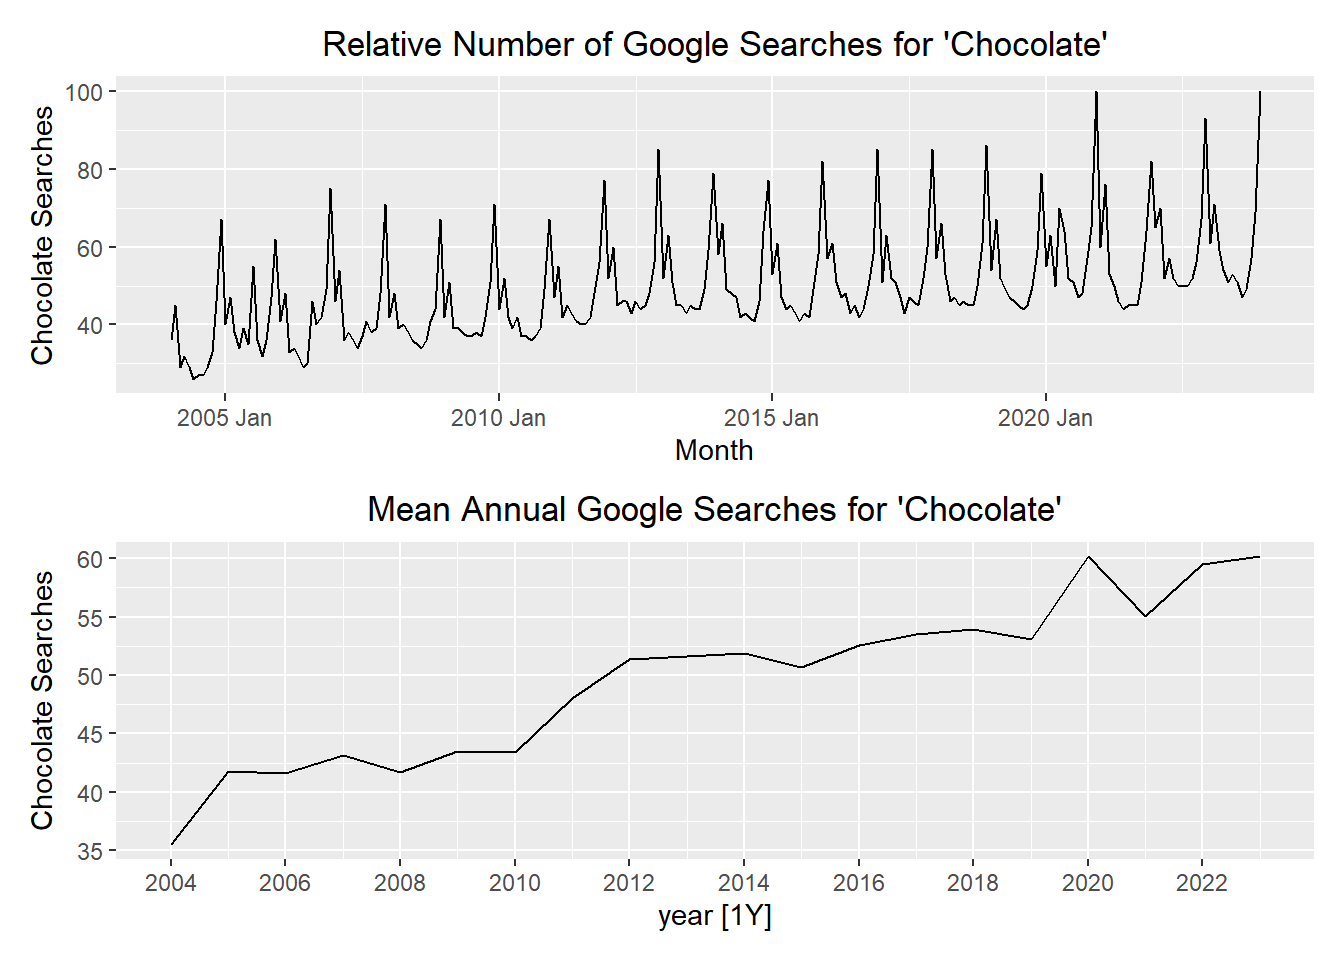 Relative Number of Google Searches for 'Chocolate'
Chocolate Searches
100
80
60
40
2005 Jan 2010 Jan 2015 Jan 2020 Jan
Month
Mean Annual Google Searches for 'Chocolate'
Chocolate Searches
60
55
50
45
40
35
2004 2006 2008 2010 2012 2014 2016 2018 2020 2022
year [1Y]